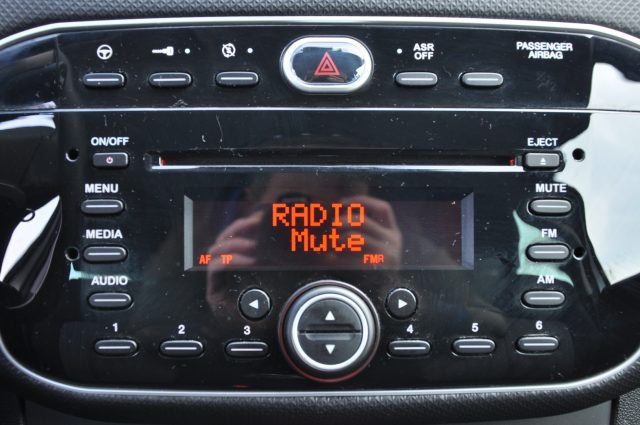 ASR
OFF
PASSENGER
AIRBAG
ON/OFF
EJECT
MENU
MUTE
RADIO
Mute
MEDIA
FM
AF TP
FMA
AUDIO
AM
1 2 3 4 5 6